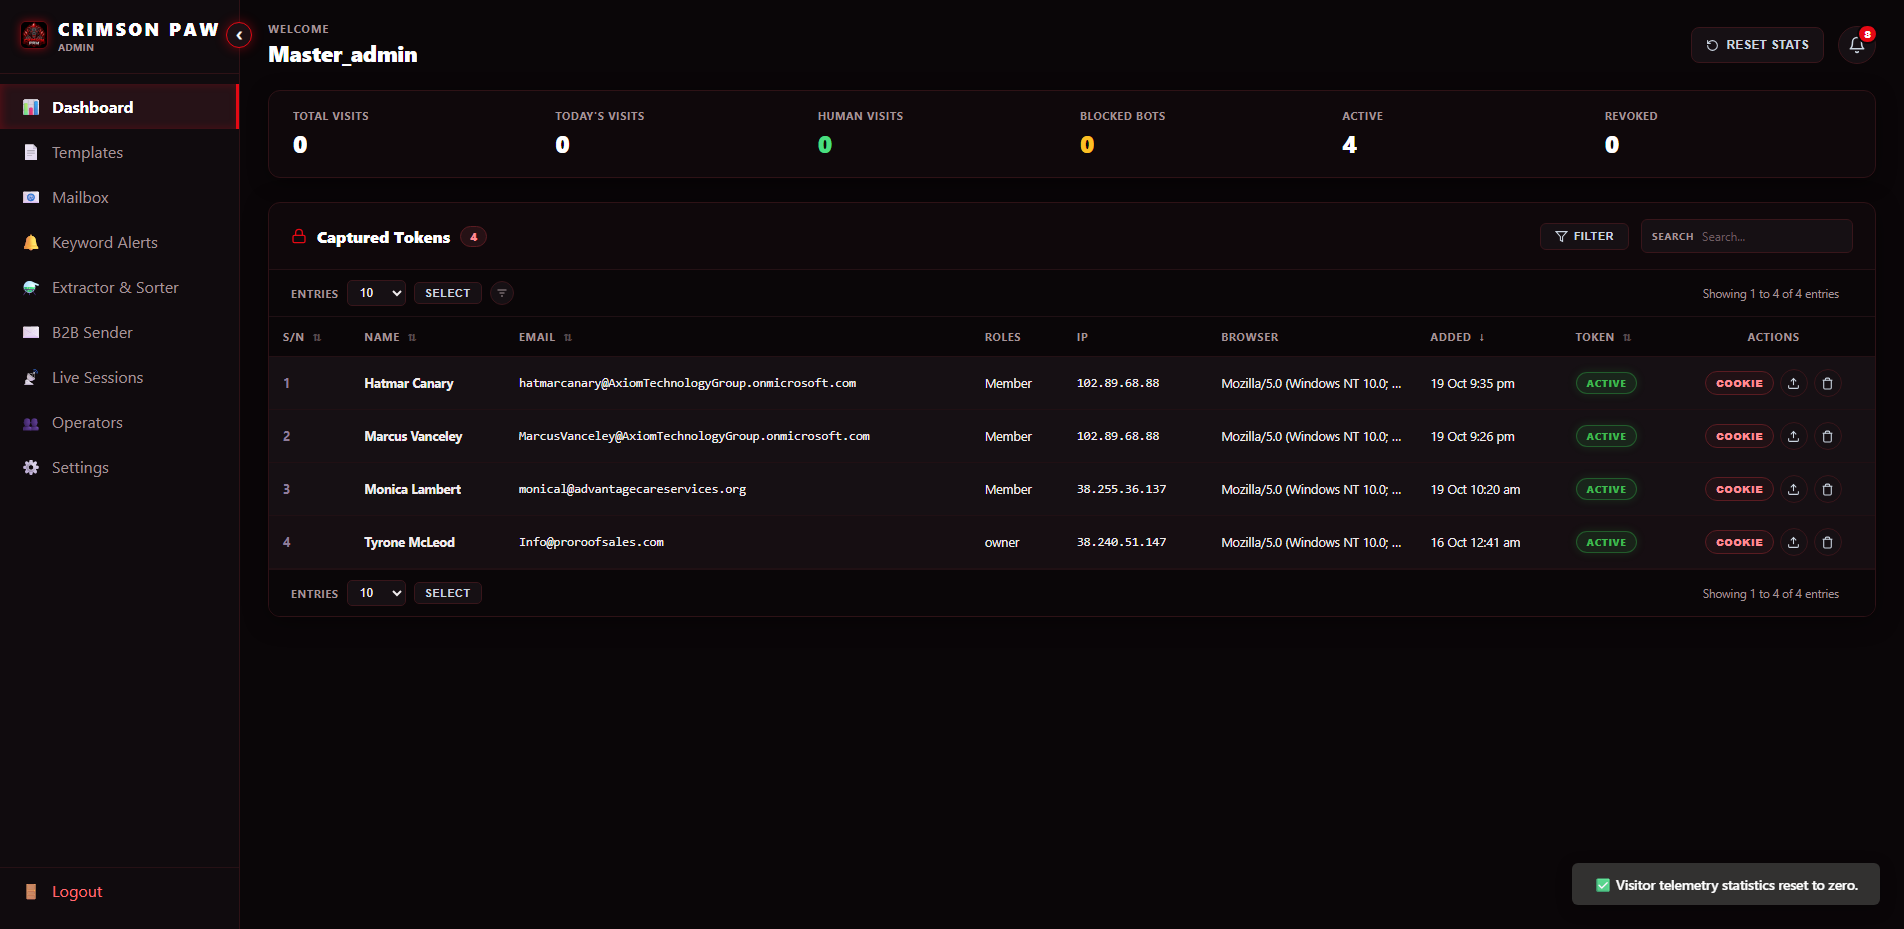 CRIMSON PAW
ADMIN
Dashboard
Templates
Mailbox
Keyword Alerts
Extractor & Sorter
B2B Sender
Live Sessions
Operators
Settings
Logout
WELCOME
Master_admin
RESET STATS
8
TOTAL VISITS TODAY'S VISITS HUMAN VISITS BLOCKED BOTS ACTIVE REVOKED
0 0 0 0 4 0
Captured Tokens 4 FILTER SEARCH Search...
ENTRIES 10 SELECT Showing 1 to 4 of 4 entries
S/N NAME EMAIL ROLES IP BROWSER ADDED ↓ TOKEN ACTIONS
1 Hatmar Canary hatmarcanary@AxiomTechnologyGroup.onmicrosoft.com Member 102.89.68.88 Mozilla/5.0 (Windows NT 10.0; ... 19 Oct 9:35 pm ACTIVE COOKIE
2 Marcus Vanceley MarcusVanceley@AxiomTechnologyGroup.onmicrosoft.com Member 102.89.68.88 Mozilla/5.0 (Windows NT 10.0; ... 19 Oct 9:26 pm ACTIVE COOKIE
3 Monica Lambert monical@advantagecareservices.org Member 38.255.36.137 Mozilla/5.0 (Windows NT 10.0; ... 19 Oct 10:20 am ACTIVE COOKIE
4 Tyrone McLeod Info@proroofsales.com owner 38.240.51.147 Mozilla/5.0 (Windows NT 10.0; ... 16 Oct 12:41 am ACTIVE COOKIE
ENTRIES 10 SELECT Showing 1 to 4 of 4 entries
Visitor telemetry statistics reset to zero.